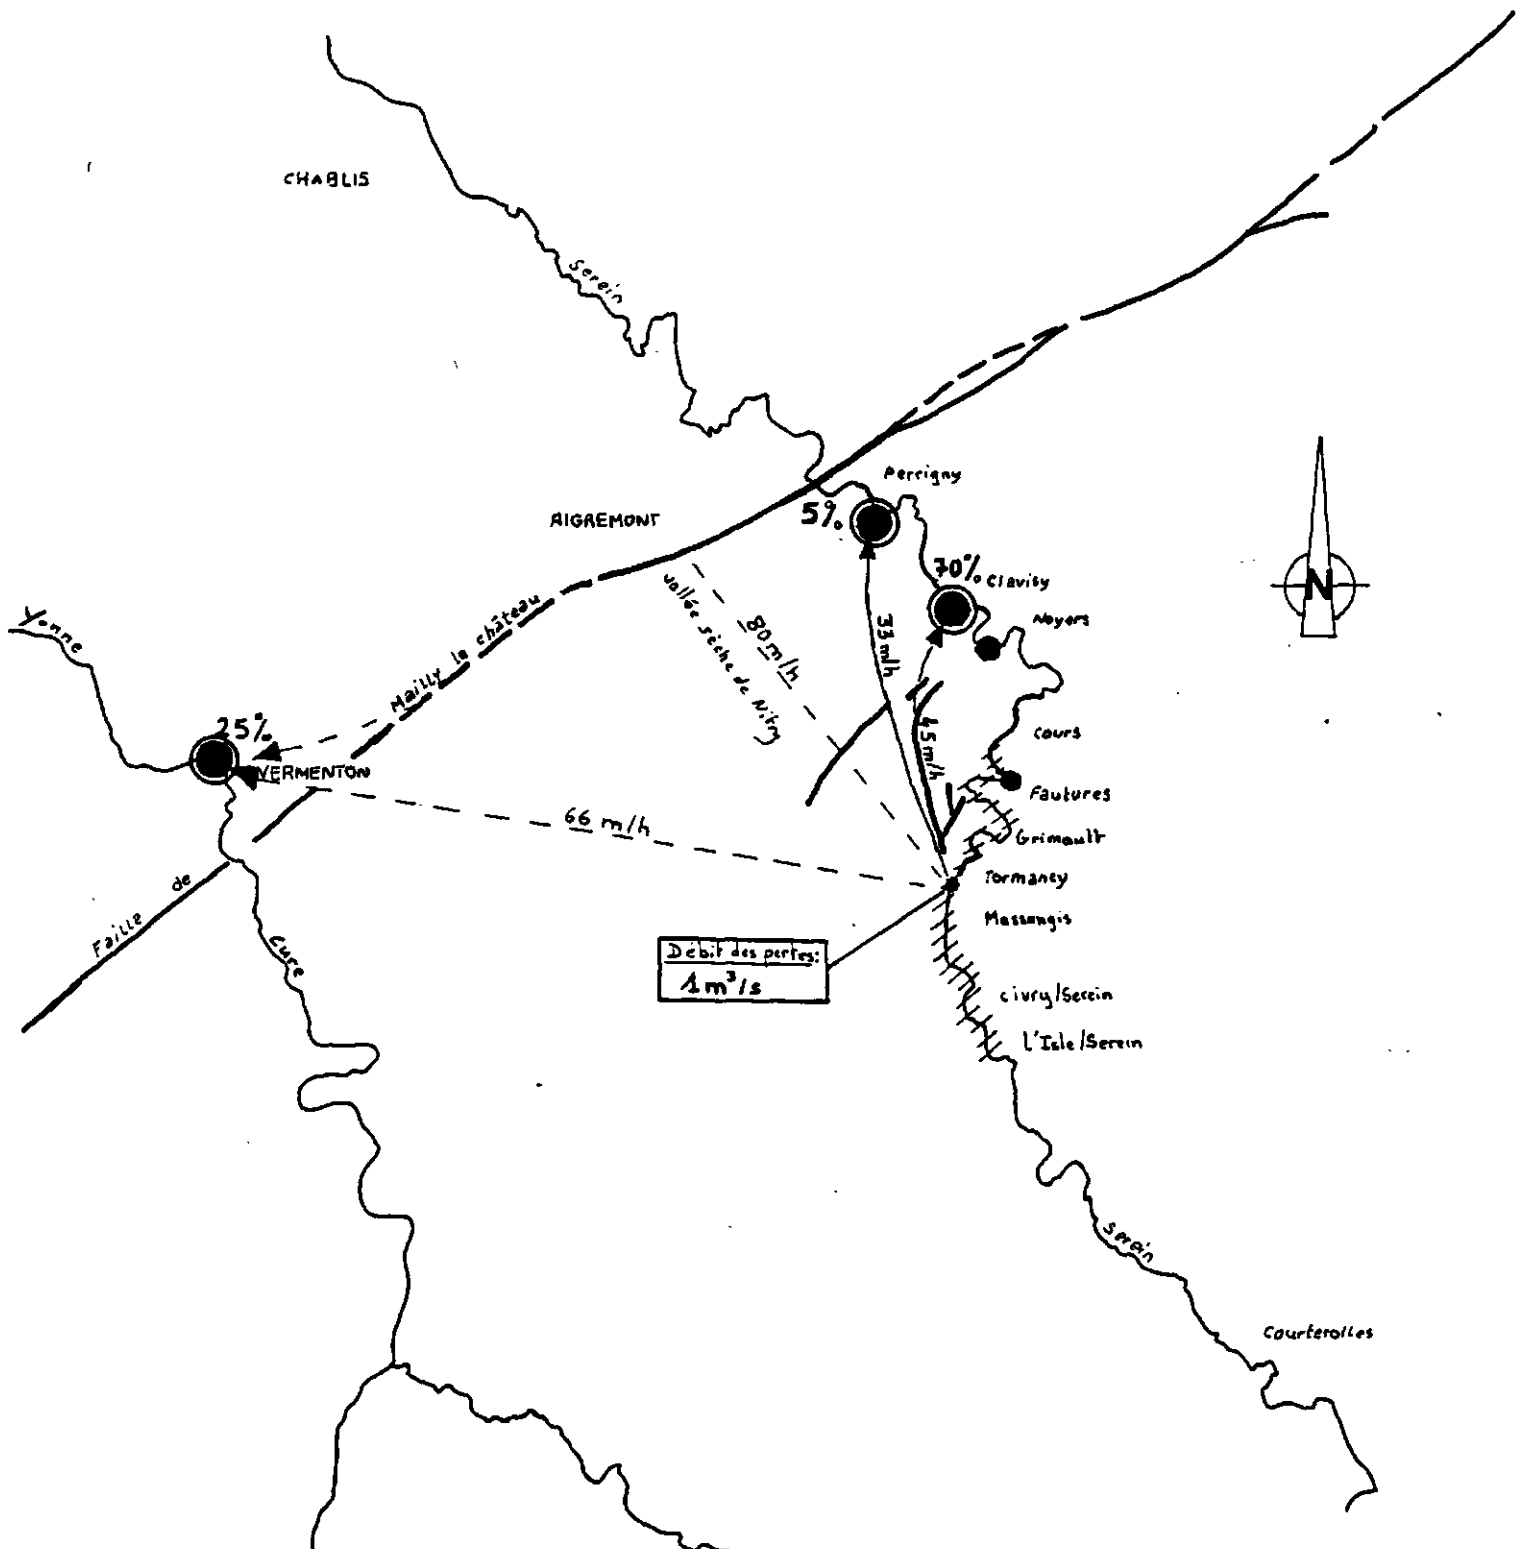 CHABLIS
Serein
Perrigny
5%
AIGREMONT
70%
Clavisy
Noyers
N
Vallée sèche de Nitry
80 m/h
33 m/h
45 m/h
Yonne
Mailly le château
25%
VERMENTON
Cours
Fautures
66 m/h
Grimault
Tormancy
Massangis
Faille de
Cure
Débit des pertes:
1 m³/s
Civry/Serein
l'Isle/Serein
Serein
Courterolles